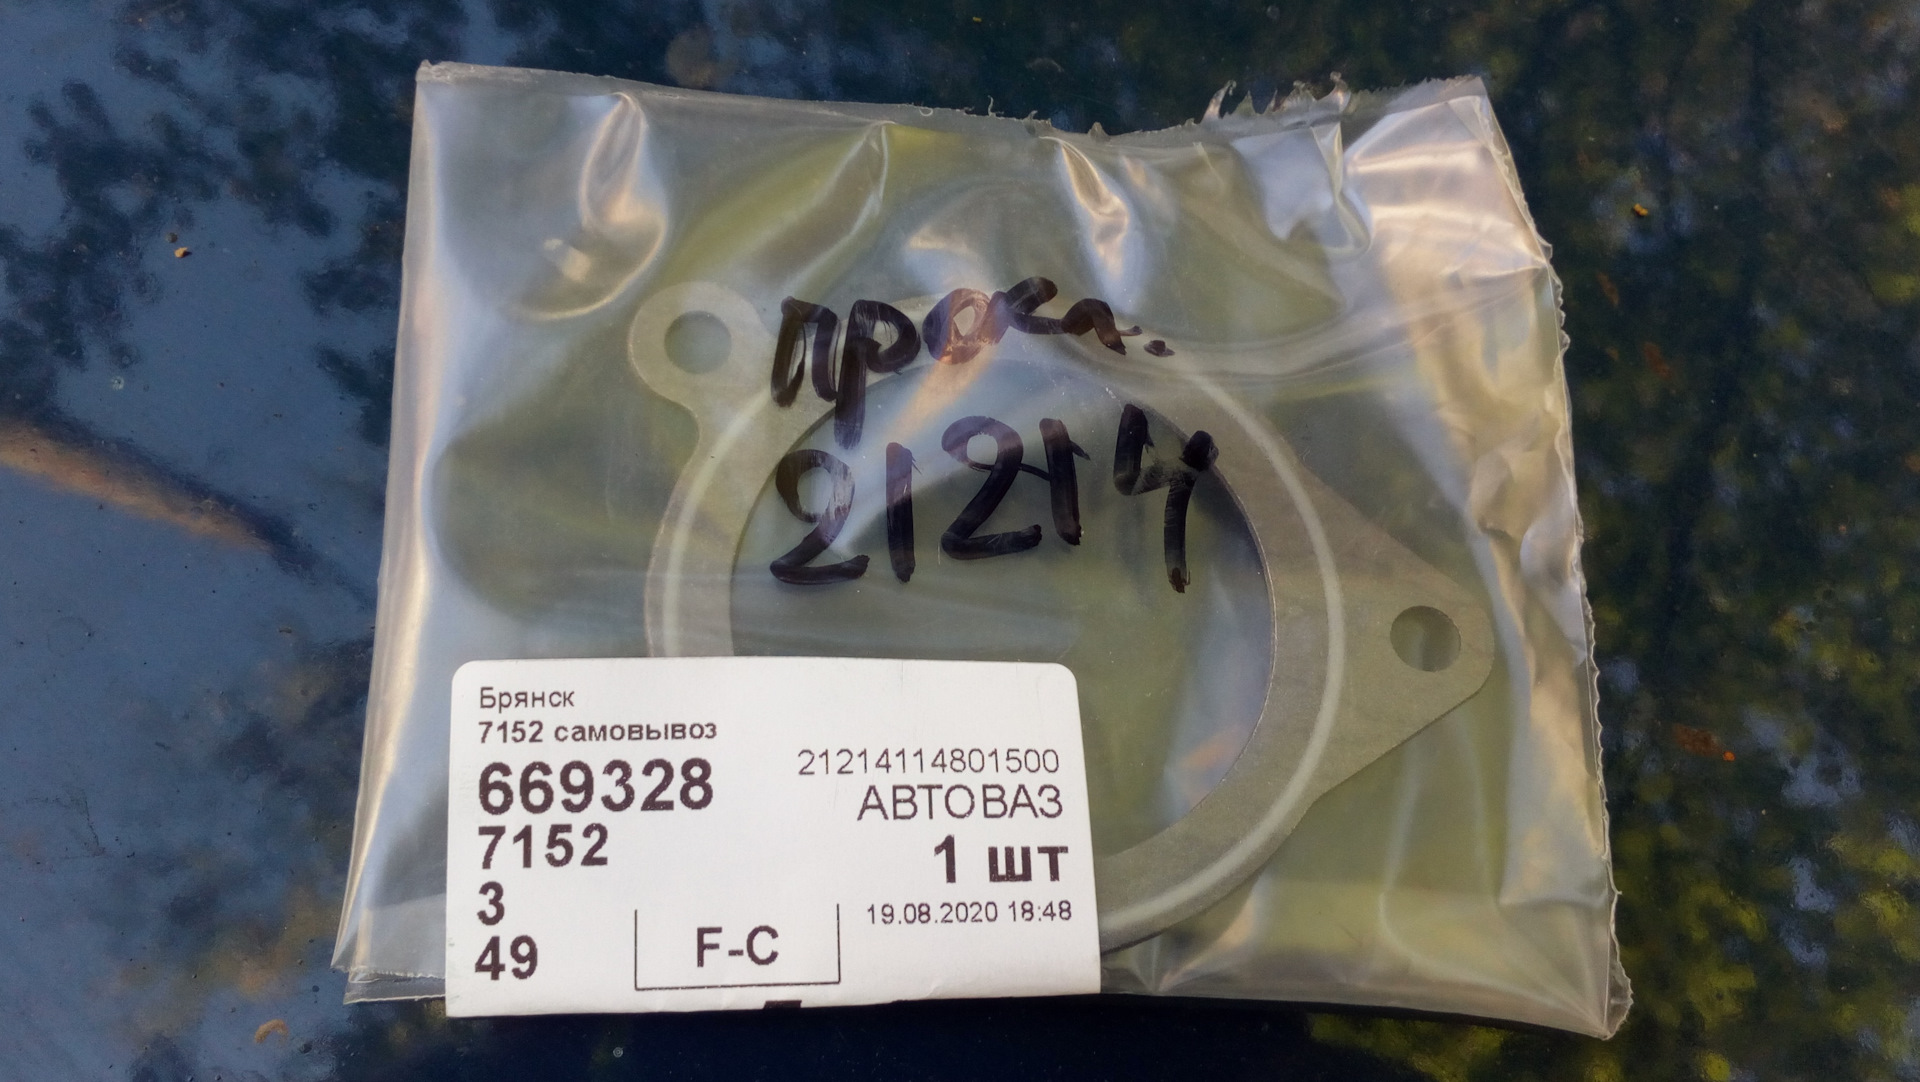 прокл.
21214
Брянск
7152 самовывоз
669328
7152
3
49
F-C
21214114801500
АВТОВАЗ
1 шт
19.08.2020 18:48